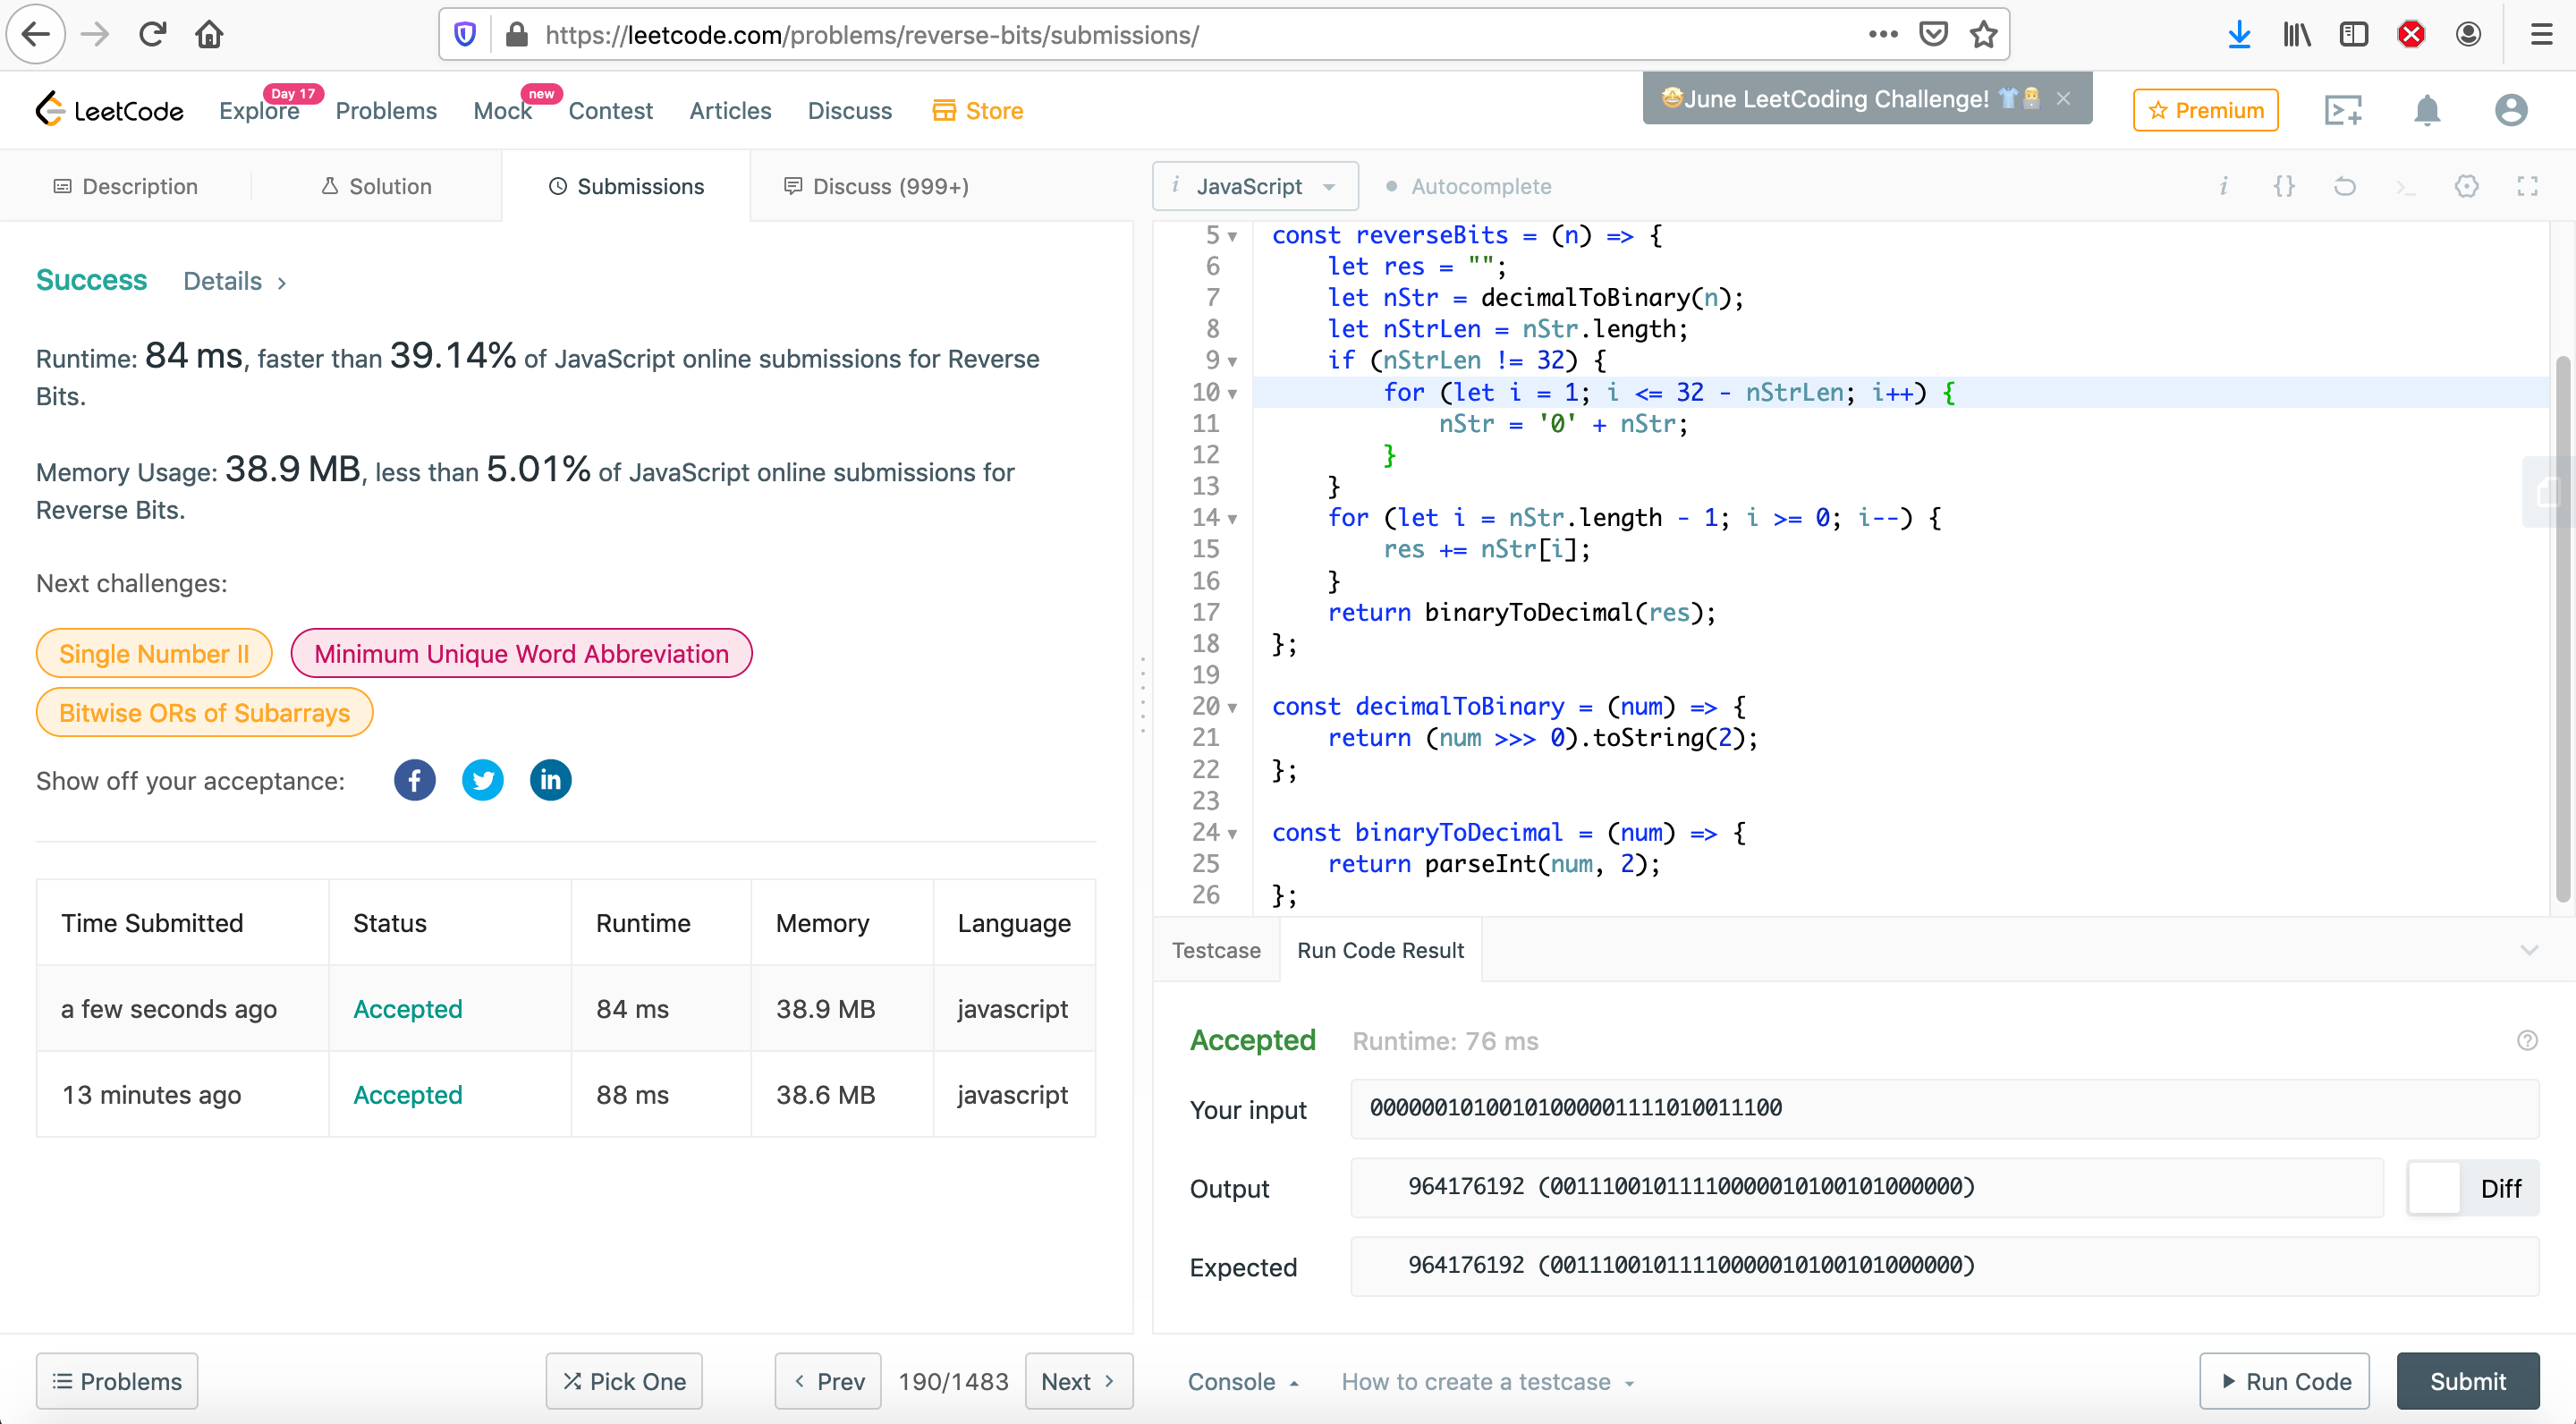 https://leetcode.com/problems/reverse-bits/submissions/
LeetCode
Explore Day 17 Problems Mock new Contest Articles Discuss Store
🤩June LeetCoding Challenge! 👕
Premium
Description Solution Submissions Discuss (999+)
Success Details
Runtime: 84 ms, faster than 39.14% of JavaScript online submissions for Reverse
Bits.
Memory Usage: 38.9 MB, less than 5.01% of JavaScript online submissions for
Reverse Bits.
Next challenges:
Single Number II Minimum Unique Word Abbreviation
Bitwise ORs of Subarrays
Show off your acceptance:
Time Submitted Status Runtime Memory Language
a few seconds ago Accepted 84 ms 38.9 MB javascript
13 minutes ago Accepted 88 ms 38.6 MB javascript
Problems Pick One Prev 190/1483 Next
i JavaScript Autocomplete
5 const reverseBits = (n) => {
6 let res = "";
7 let nStr = decimalToBinary(n);
8 let nStrLen = nStr.length;
9 if (nStrLen != 32) {
10 for (let i = 1; i <= 32 - nStrLen; i++) {
11 nStr = '0' + nStr;
12 }
13 }
14 for (let i = nStr.length - 1; i >= 0; i--) {
15 res += nStr[i];
16 }
17 return binaryToDecimal(res);
18 };
19
20 const decimalToBinary = (num) => {
21 return (num >>> 0).toString(2);
22 };
23
24 const binaryToDecimal = (num) => {
25 return parseInt(num, 2);
26 };
Testcase Run Code Result
Accepted Runtime: 76 ms
Your input 00000010100101000001111010011100
Output 964176192 (00111001011110000010100101000000)
Diff
Expected 964176192 (00111001011110000010100101000000)
Console How to create a testcase Run Code Submit